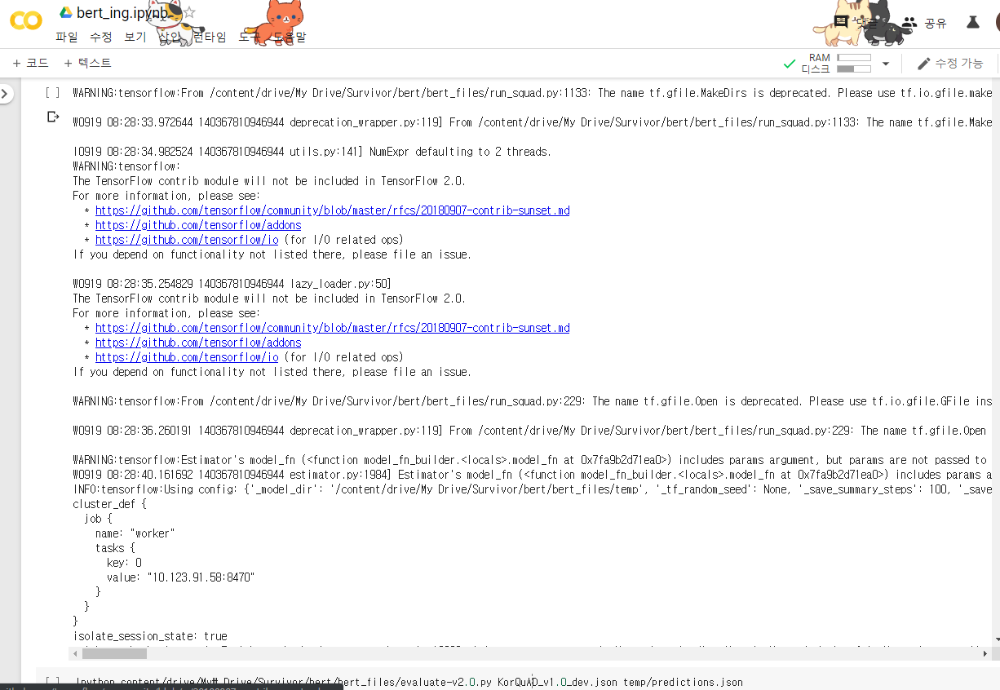 bert_ing.ipynb
댓글
공유
파일 수정 보기 삽입 런타임 도구 도움말
+ 코드 + 텍스트
RAM
디스크
수정 가능
[ ] WARNING:tensorflow:From /content/drive/My Drive/Survivor/bert/bert_files/run_squad.py:1133: The name tf.gfile.MakeDirs is deprecated. Please use tf.io.gfile.make
W0919 08:28:33.972644 140367810946944 deprecation_wrapper.py:119] From /content/drive/My Drive/Survivor/bert/bert_files/run_squad.py:1133: The name tf.gfile.Make
I0919 08:28:34.982524 140367810946944 utils.py:141] NumExpr defaulting to 2 threads.
WARNING:tensorflow:
The TensorFlow contrib module will not be included in TensorFlow 2.0.
For more information, please see:
* https://github.com/tensorflow/community/blob/master/rfcs/20180907-contrib-sunset.md
* https://github.com/tensorflow/addons
* https://github.com/tensorflow/io (for I/O related ops)
If you depend on functionality not listed there, please file an issue.
W0919 08:28:35.254829 140367810946944 lazy_loader.py:50]
The TensorFlow contrib module will not be included in TensorFlow 2.0.
For more information, please see:
* https://github.com/tensorflow/community/blob/master/rfcs/20180907-contrib-sunset.md
* https://github.com/tensorflow/addons
* https://github.com/tensorflow/io (for I/O related ops)
If you depend on functionality not listed there, please file an issue.
WARNING:tensorflow:From /content/drive/My Drive/Survivor/bert/bert_files/run_squad.py:229: The name tf.gfile.Open is deprecated. Please use tf.io.gfile.GFile ins
W0919 08:28:36.260191 140367810946944 deprecation_wrapper.py:119] From /content/drive/My Drive/Survivor/bert/bert_files/run_squad.py:229: The name tf.gfile.Open
WARNING:tensorflow:Estimator's model_fn (<function model_fn_builder.<locals>.model_fn at 0x7fa9b2d71ea0>) includes params argument, but params are not passed to
W0919 08:28:40.161692 140367810946944 estimator.py:1984] Estimator's model_fn (<function model_fn_builder.<locals>.model_fn at 0x7fa9b2d71ea0>) includes params a
INFO:tensorflow:Using config: {'_model_dir': '/content/drive/My Drive/Survivor/bert/bert_files/temp', '_tf_random_seed': None, '_save_summary_steps': 100, '_save
cluster_def {
job {
name: "worker"
tasks {
key: 0
value: "10.123.91.58:8470"
}
}
}
isolate_session_state: true
[ ] !python content/drive/My₩ Drive/Survivor/bert/bert_files/evaluate-v2.0.py KorQuAD_v1.0_dev.json temp/predictions.json